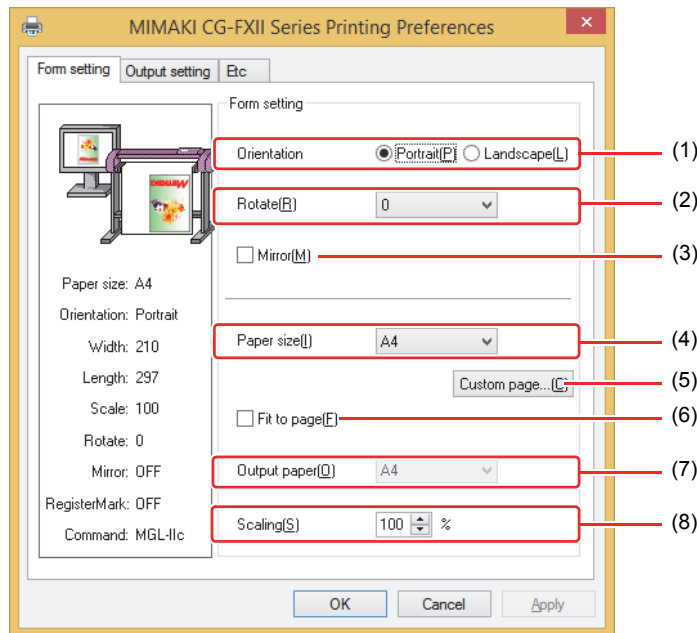 MIMAKI CG-FXII Series Printing Preferences
Form setting Output setting Etc
Form setting
Orientation Portrait(P) Landscape(L) (1)
Rotate(R) 0 (2)
Mirror(M) (3)
Paper size: A4
Orientation: Portrait
Width: 210
Length: 297
Scale: 100
Rotate: 0
Mirror: OFF
RegisterMark: OFF
Command: MGL-IIc
Paper size(I) A4 (4)
Custom page...(C) (5)
Fit to page(F) (6)
Output paper(O) A4 (7)
Scaling(S) 100 % (8)
OK Cancel Apply